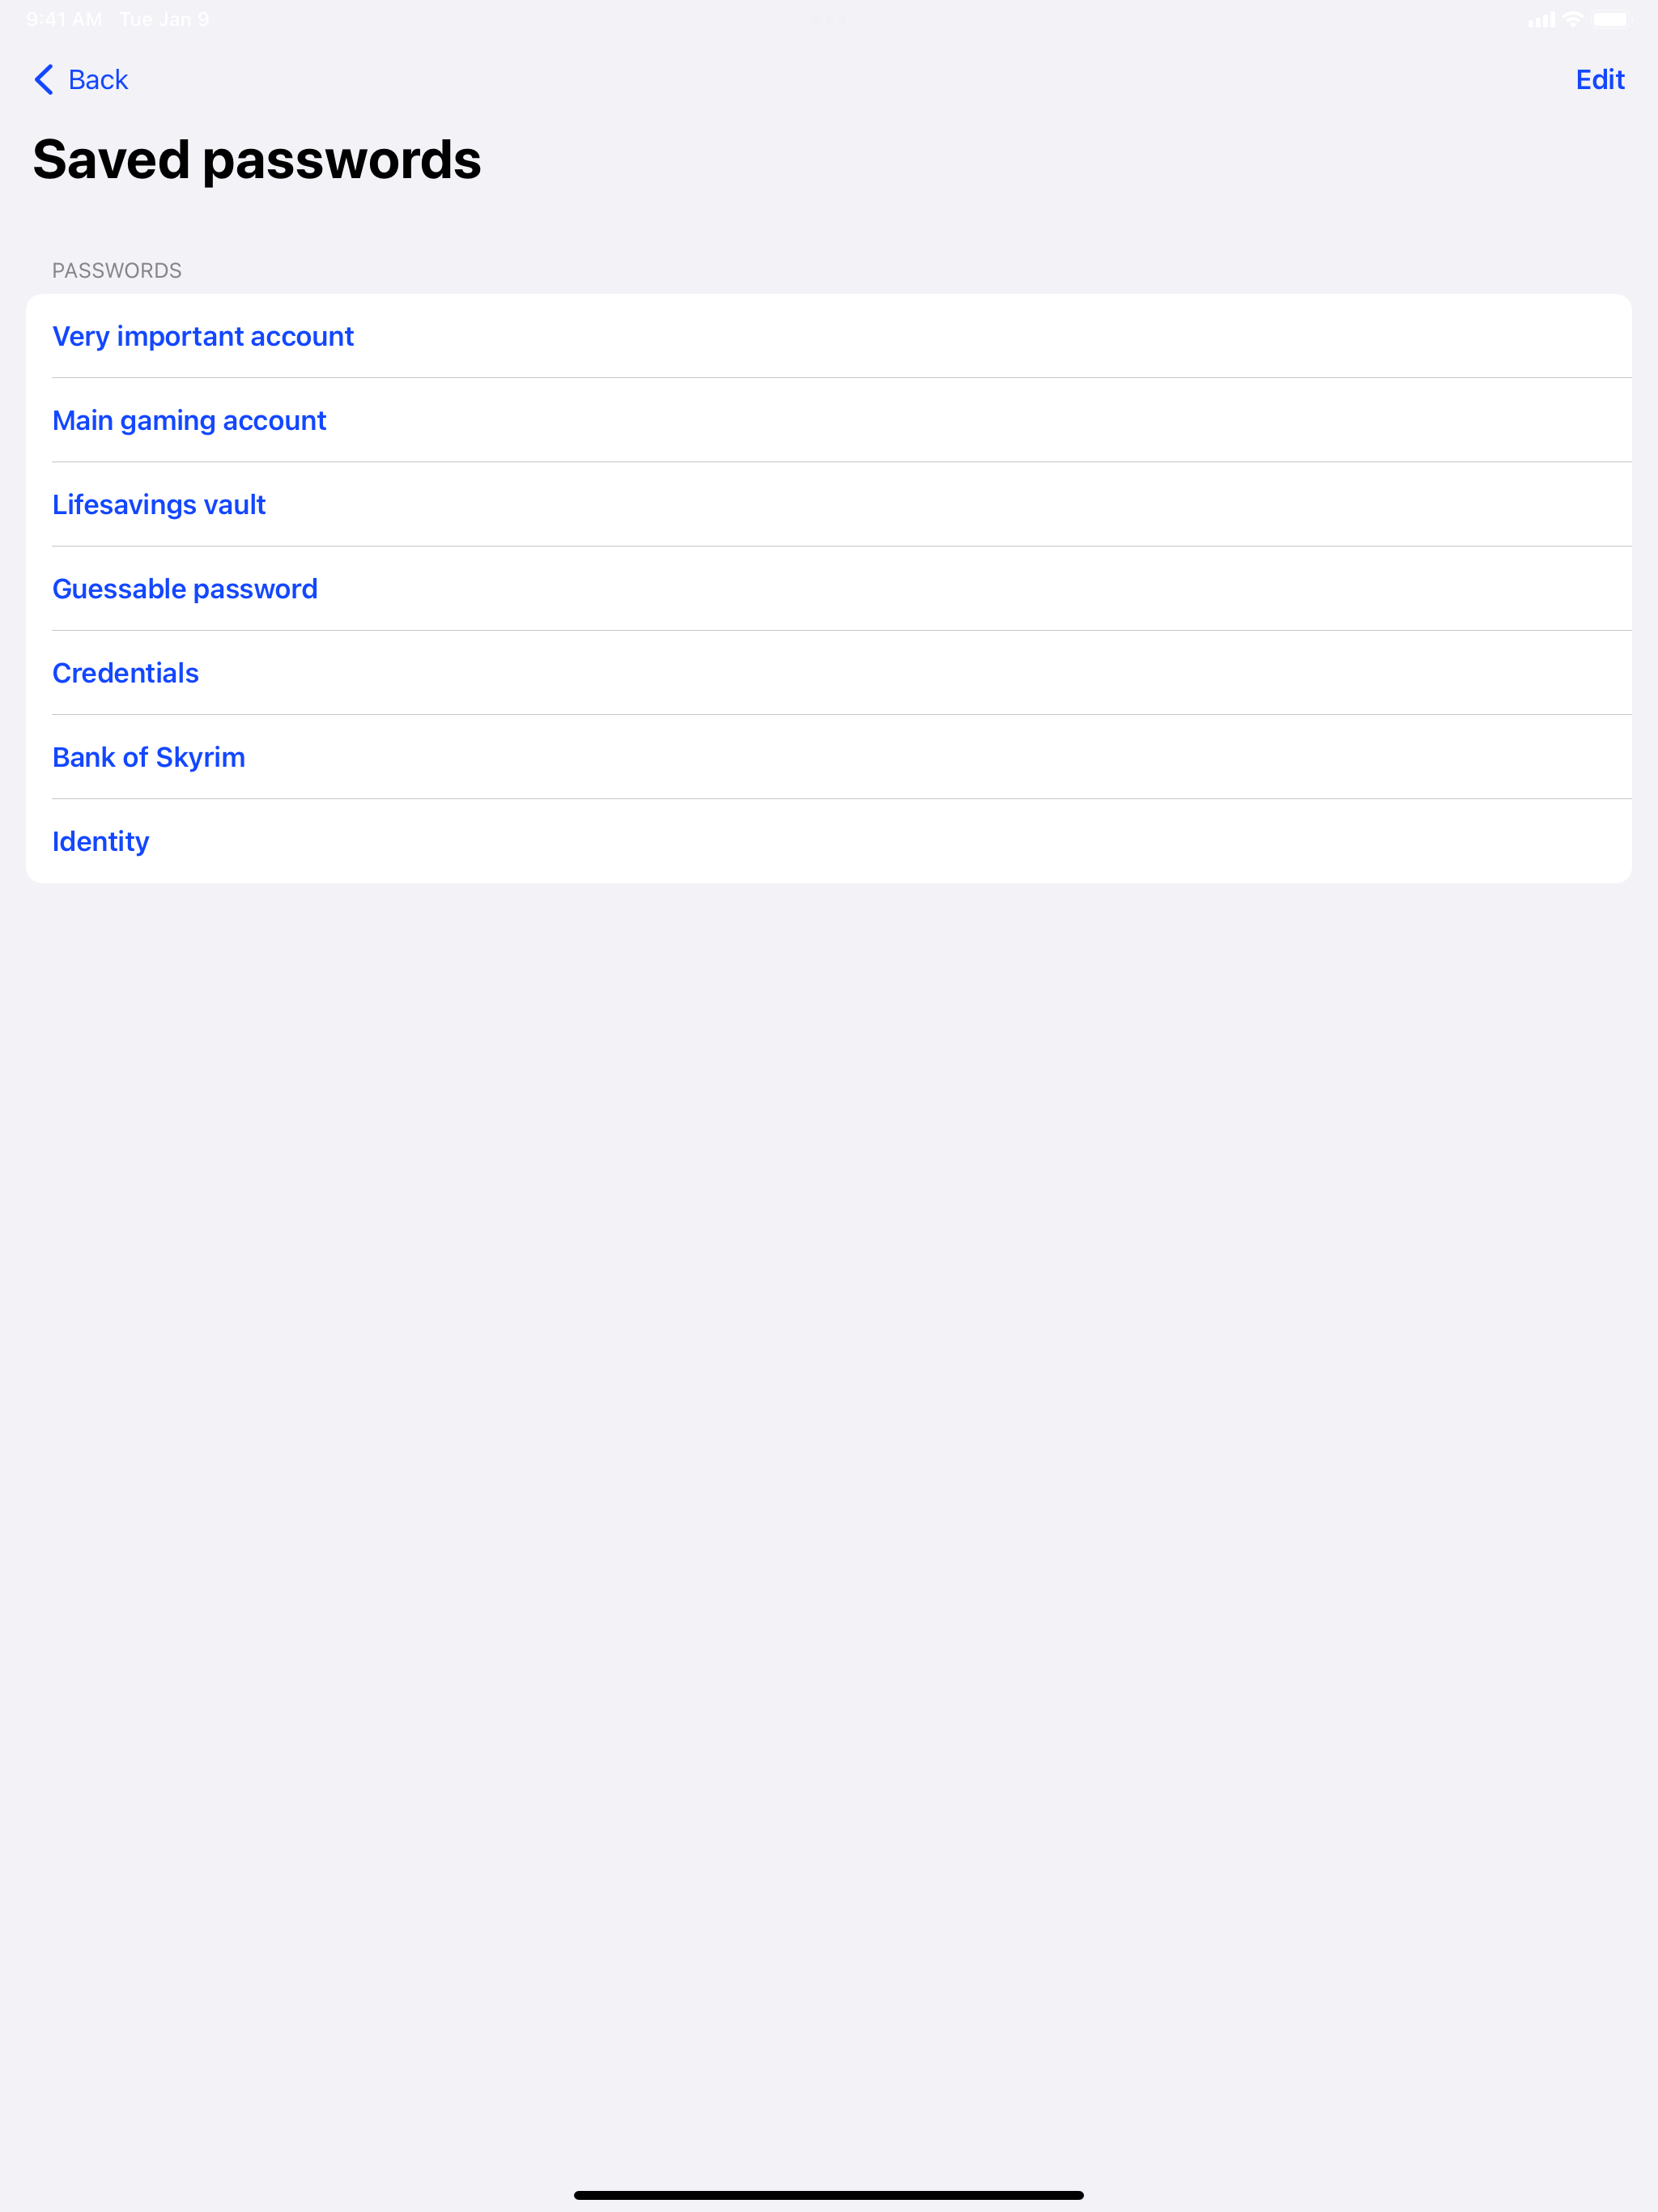 9:41 AM Tue Jan 9
Back
Edit
Saved passwords
PASSWORDS
Very important account
Main gaming account
Lifesavings vault
Guessable password
Credentials
Bank of Skyrim
Identity